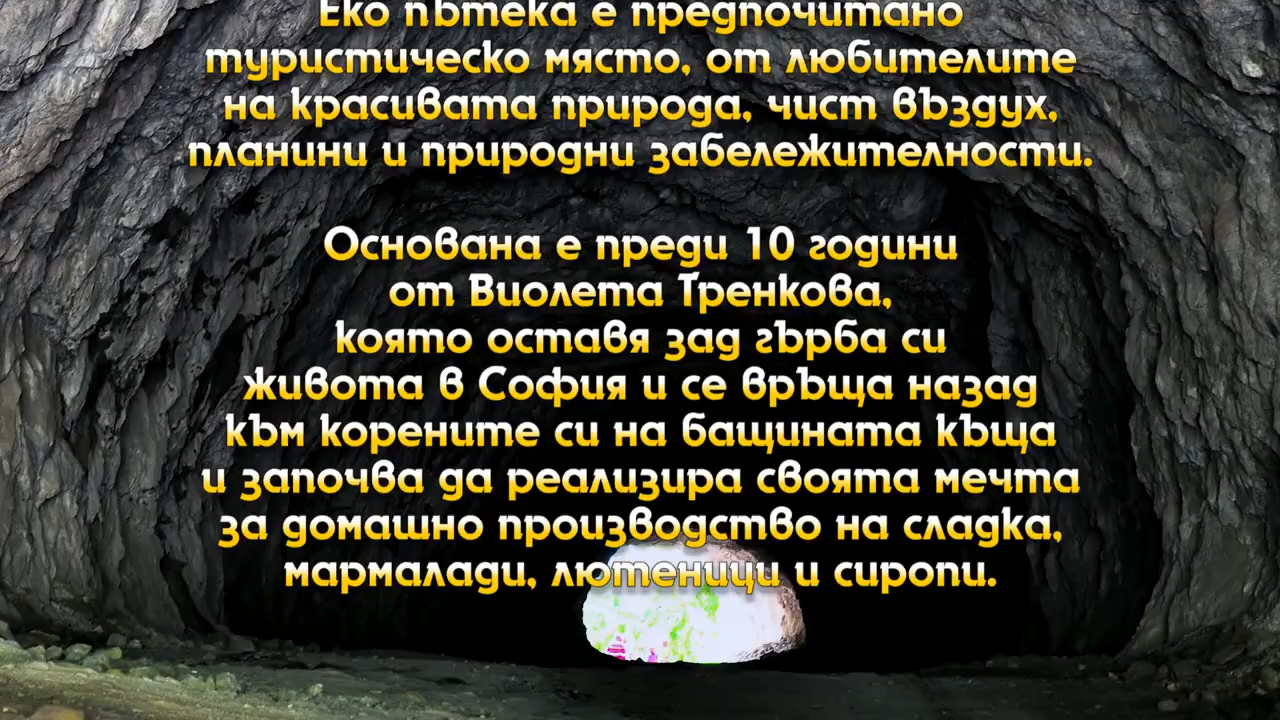 Еко пътека е предпочитано
туристическо място, от любителите
на красивата природа, чист въздух,
планини и природни забележителности.
Основана е преди 10 години
от Виолета Тренкова,
която оставя зад гърба си
живота в София и се връща назад
към корените си на бащината къща
и започва да реализира своята мечта
за домашно производство на сладка,
мармалади, лютеници и сиропи.